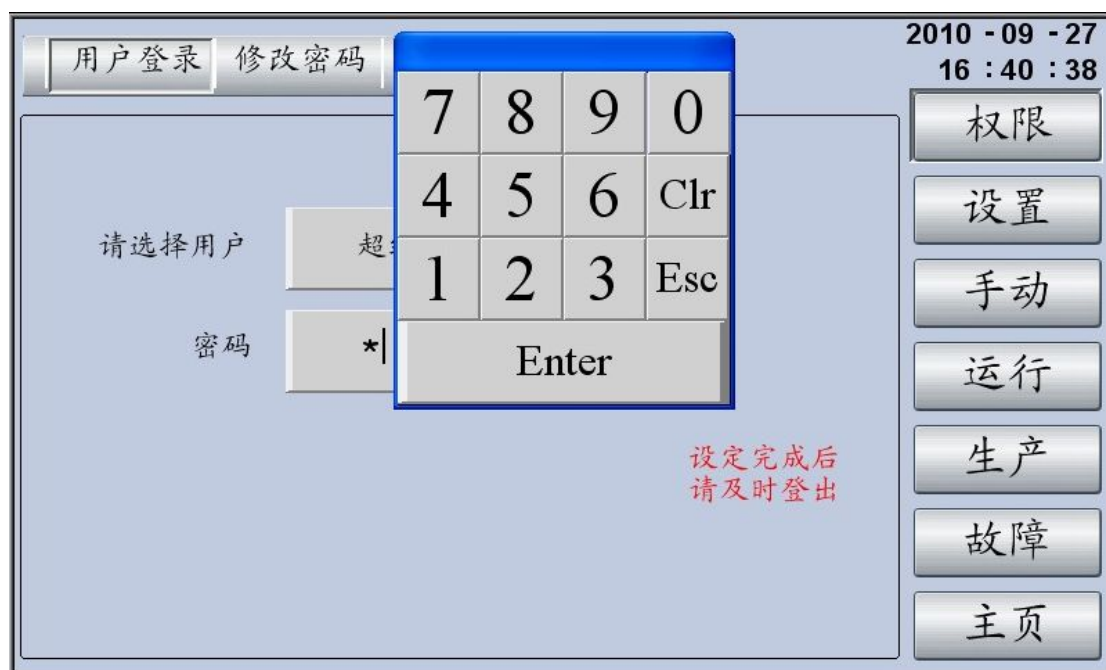 用户登录 修改密码
2010 - 09 - 27
16 : 40 : 38
7 8 9 0
4 5 6 Clr
1 2 3 Esc
Enter
请选择用户
密码 *
设定完成后
请及时登出
权限
设置
手动
运行
生产
故障
主页